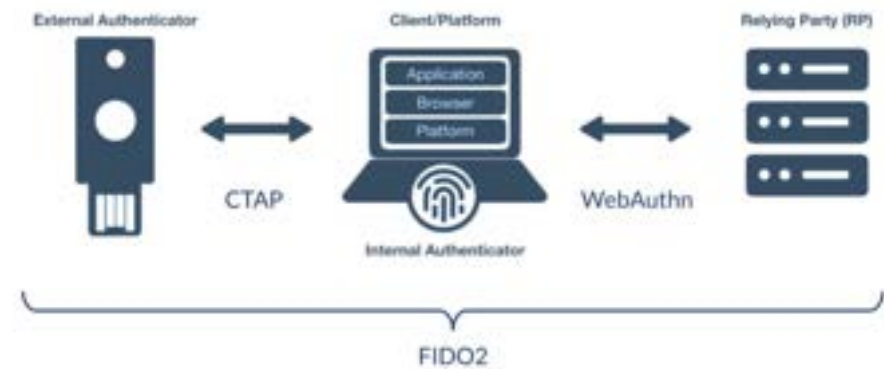 External Authenticator
Client/Platform
Relying Party (RP)
Application
Browser
Platform
CTAP
WebAuthn
Internal Authenticator
FIDO2